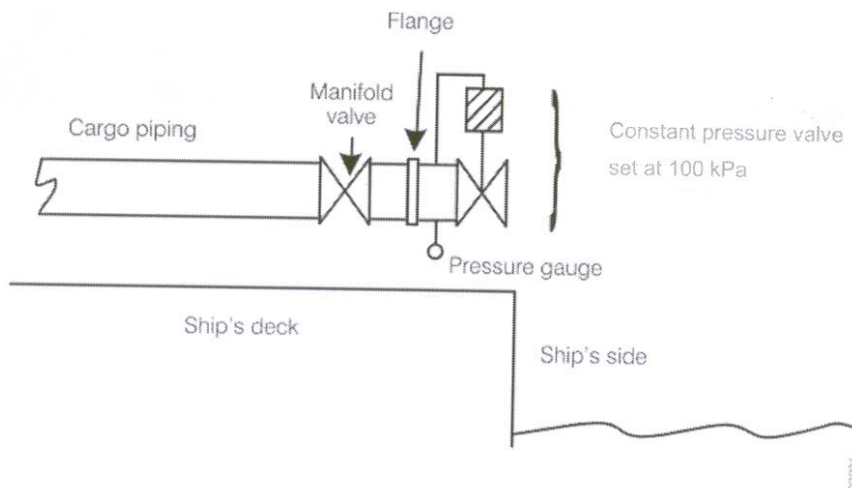 Flange
Manifold
valve
Cargo piping
Constant pressure valve
set at 100 kPa
Pressure gauge
Ship's deck
Ship's side